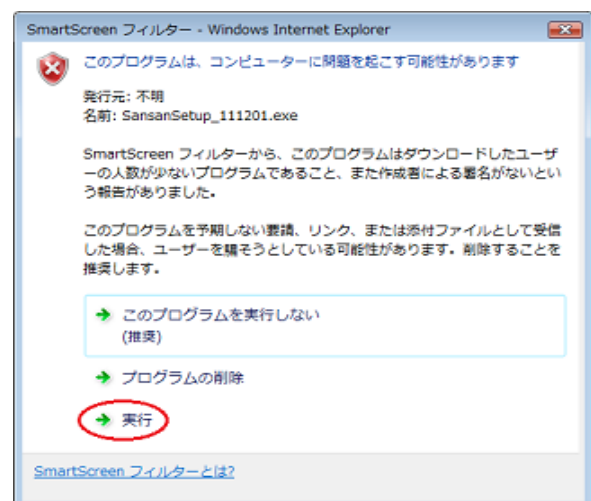 SmartScreen フィルター - Windows Internet Explorer
このプログラムは、コンピューターに問題を起こす可能性があります
発行元: 不明
名前: SansanSetup_111201.exe
SmartScreen フィルターから、このプログラムはダウンロードしたユーザ
ーの人数が少ないプログラムであること、また作成者による署名がないとい
う報告がありました。
このプログラムを予期しない要請、リンク、または添付ファイルとして受信
した場合、ユーザーを騙そうとしている可能性があります。削除することを
推奨します。
このプログラムを実行しない
(推奨)
プログラムの削除
実行
SmartScreen フィルターとは?